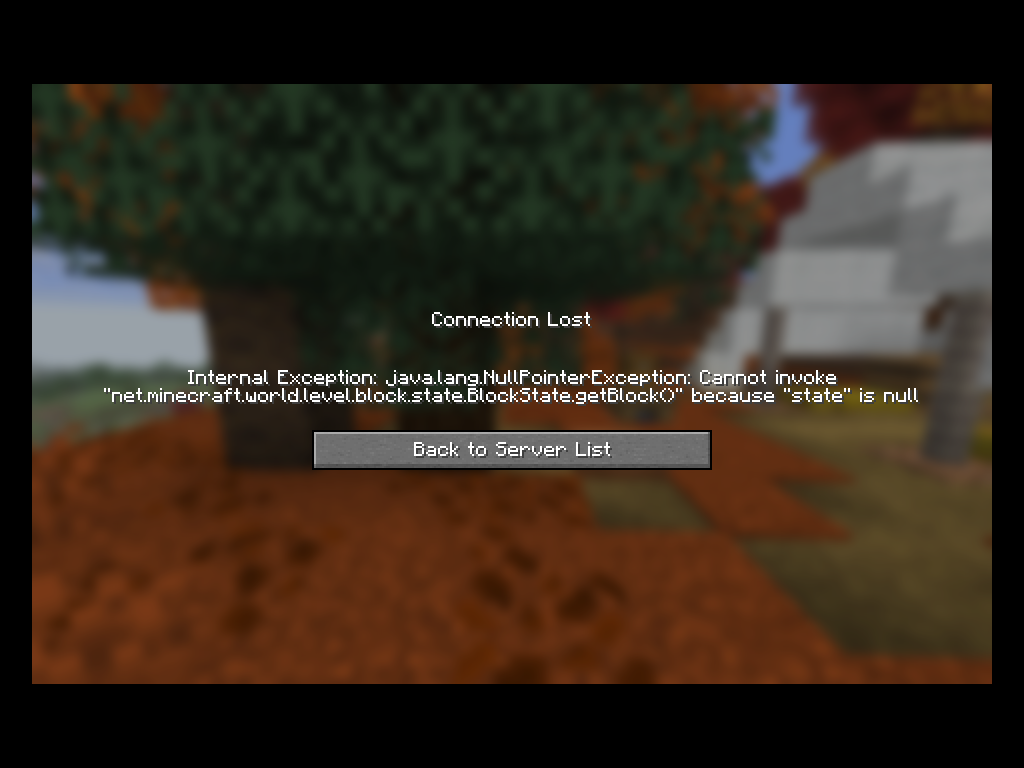 Connection Lost
Internal Exception: java.lang.NullPointerException: Cannot invoke
"net.minecraft.world.level.block.state.BlockState.getBlock()" because "state" is null
Back to Server List